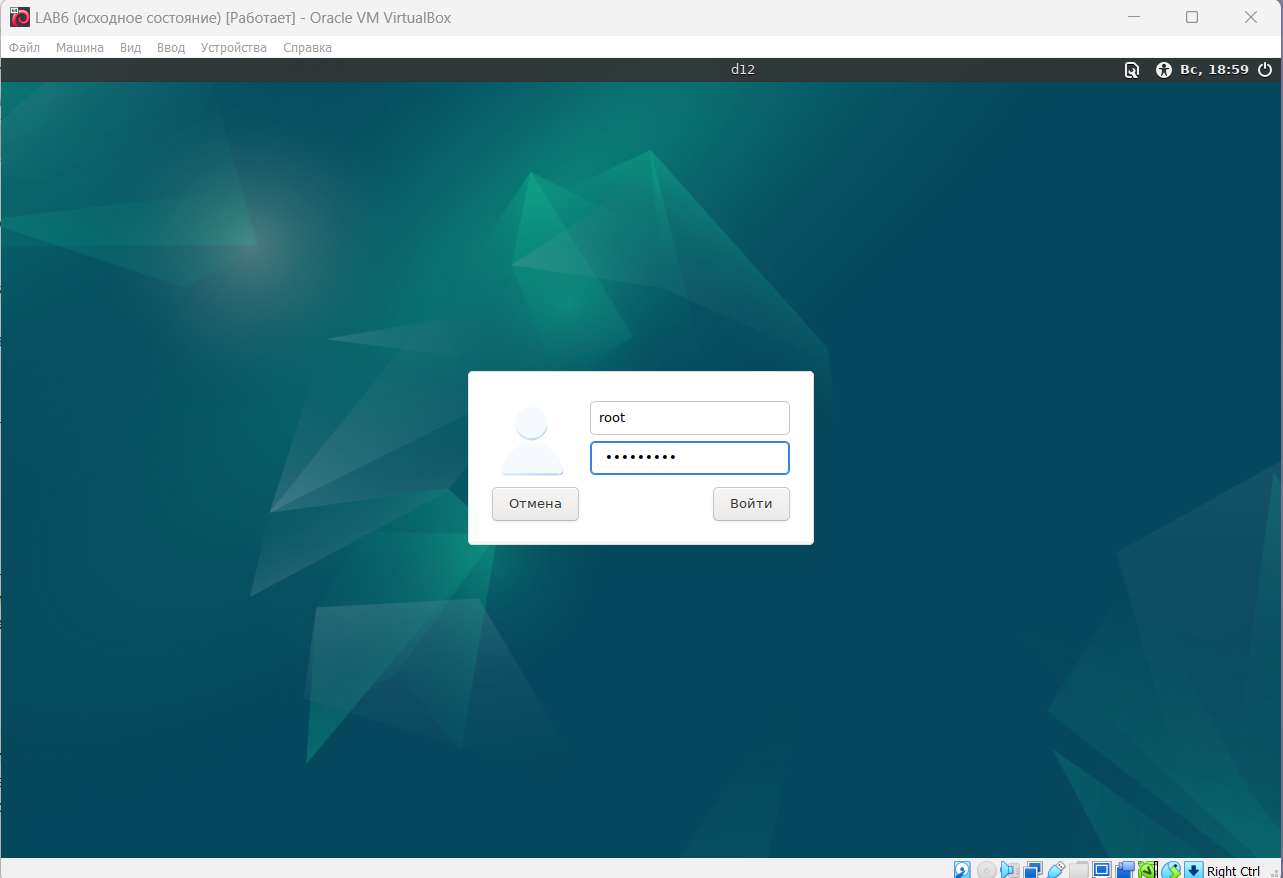 LAB6 (исходное состояние) [Работает] - Oracle VM VirtualBox
Файл Машина Вид Ввод Устройства Справка
d12 Вс, 18:59
root
•••••••••
Отмена Войти
Right Ctrl